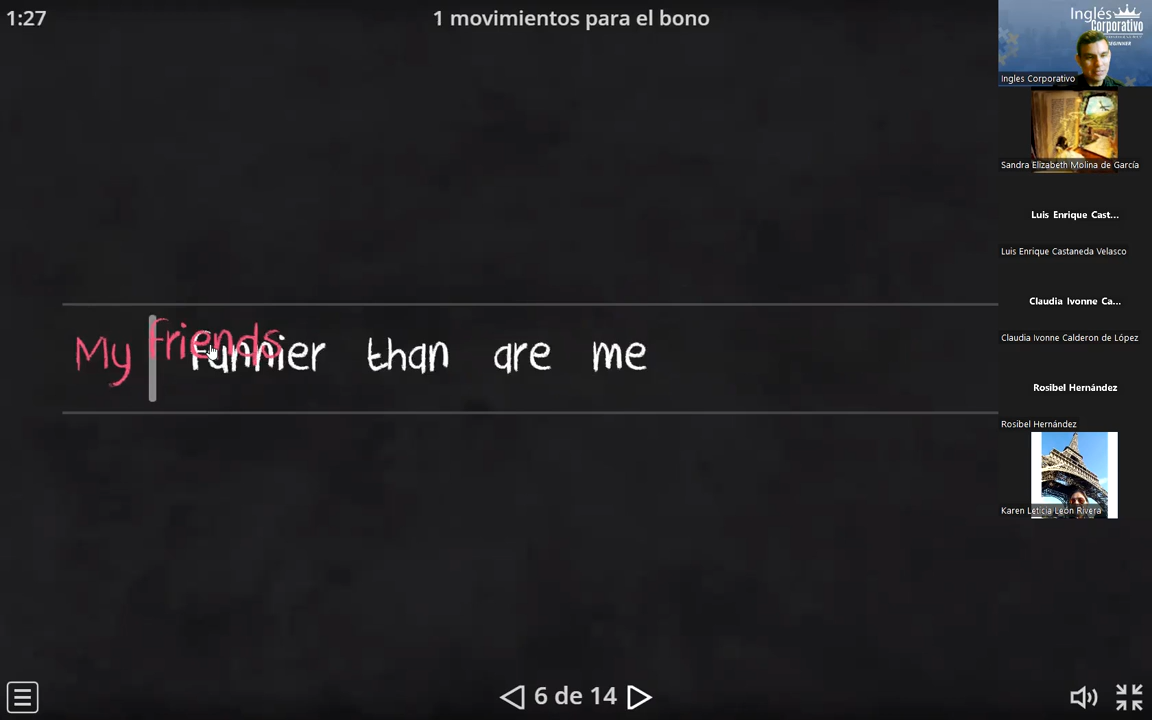 1:27
1 movimientos para el bono
My friends funnier than are me
6 de 14
Inglés
Corporativo
BEGINNER
Ingles Corporativo
Sandra Elizabeth Molina de García
Luis Enrique Cast...
Luis Enrique Castaneda Velasco
Claudia Ivonne Ca...
Claudia Ivonne Calderon de López
Rosibel Hernández
Rosibel Hernández
Karen Leticia León Rivera